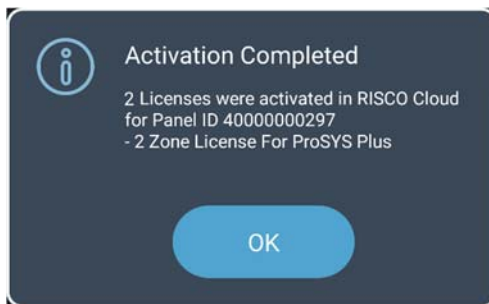 Activation Completed
2 Licenses were activated in RISCO Cloud
for Panel ID 40000000297
- 2 Zone License For ProSYS Plus
OK